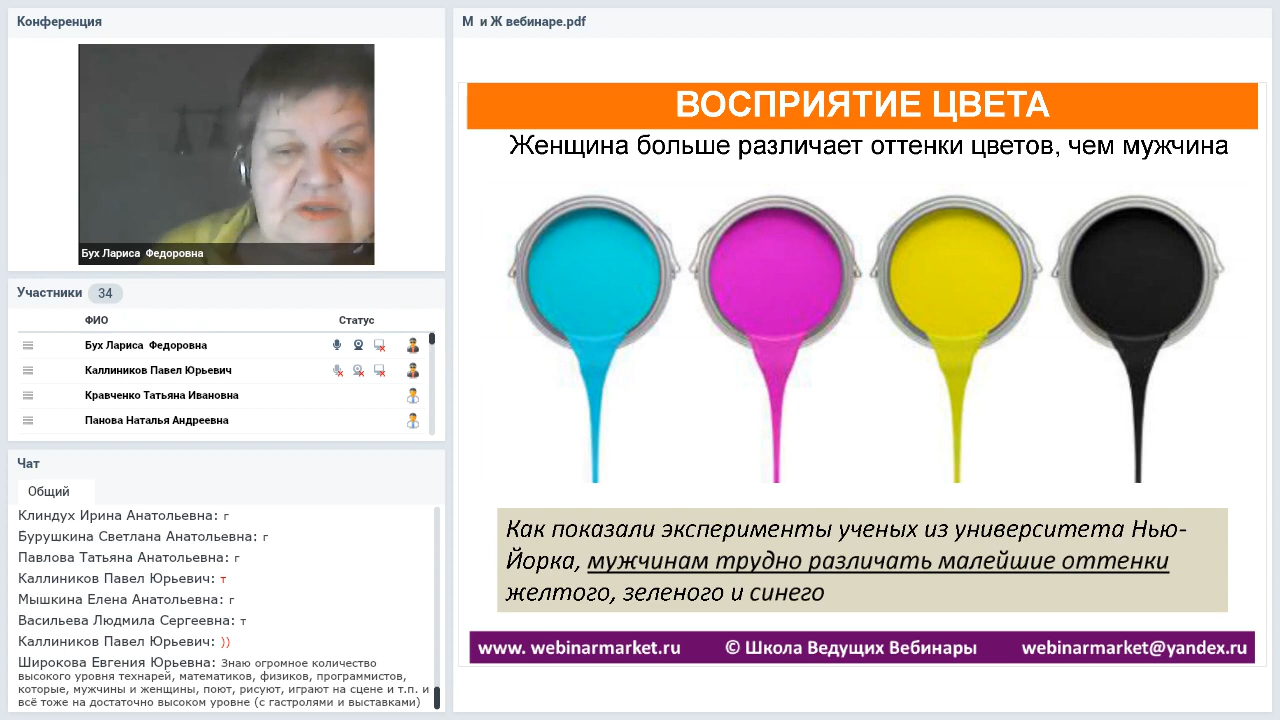 Конференция
Бух Лариса Федоровна
Участники 34
ФИО Статус
Бух Лариса Федоровна
Каллиников Павел Юрьевич
Кравченко Татьяна Ивановна
Панова Наталья Андреевна
Чат
Общий
Клиндух Ирина Анатольевна: г
Бурушкина Светлана Анатольевна: г
Павлова Татьяна Анатольевна: г
Каллиников Павел Юрьевич: т
Мышкина Елена Анатольевна: г
Васильева Людмила Сергеевна: т
Каллиников Павел Юрьевич: ))
Широкова Евгения Юрьевна: Знаю огромное количество
высокого уровня технарей, математиков, физиков, программистов,
которые, мужчины и женщины, поют, рисуют, играют на сцене и т.п. и
всё тоже на достаточно высоком уровне (с гастролями и выставками)
М и Ж вебинаре.pdf
ВОСПРИЯТИЕ ЦВЕТА
Женщина больше различает оттенки цветов, чем мужчина
Как показали эксперименты ученых из университета Нью-
Йорка, мужчинам трудно различать малейшие оттенки
желтого, зеленого и синего
www. webinarmarket.ru © Школа Ведущих Вебинары webinarmarket@yandex.ru